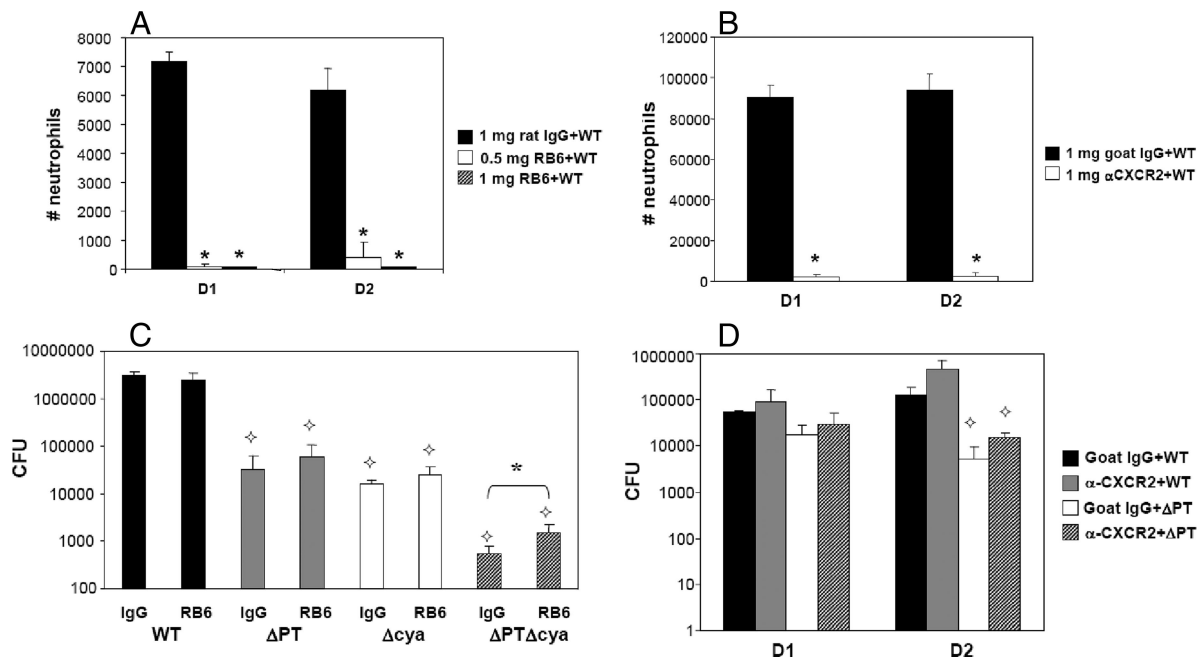 A
# neutrophils
8000
7000
6000
5000
4000
3000
2000
1000
0
* *
* *
D1 D2
1 mg rat IgG+WT
0.5 mg RB6+WT
1 mg RB6+WT
B
# neutrophils
120000
100000
80000
60000
40000
20000
0
* *
D1 D2
1 mg goat IgG+WT
1 mg αCXCR2+WT
C
CFU
10000000
1000000
100000
10000
1000
100
*
IgG RB6 IgG RB6 IgG RB6 IgG RB6
WT ΔPT Δcya ΔPTΔcya
D
CFU
1000000
100000
10000
1000
100
10
1
D1 D2
Goat IgG+WT
α-CXCR2+WT
Goat IgG+ΔPT
α-CXCR2+ΔPT